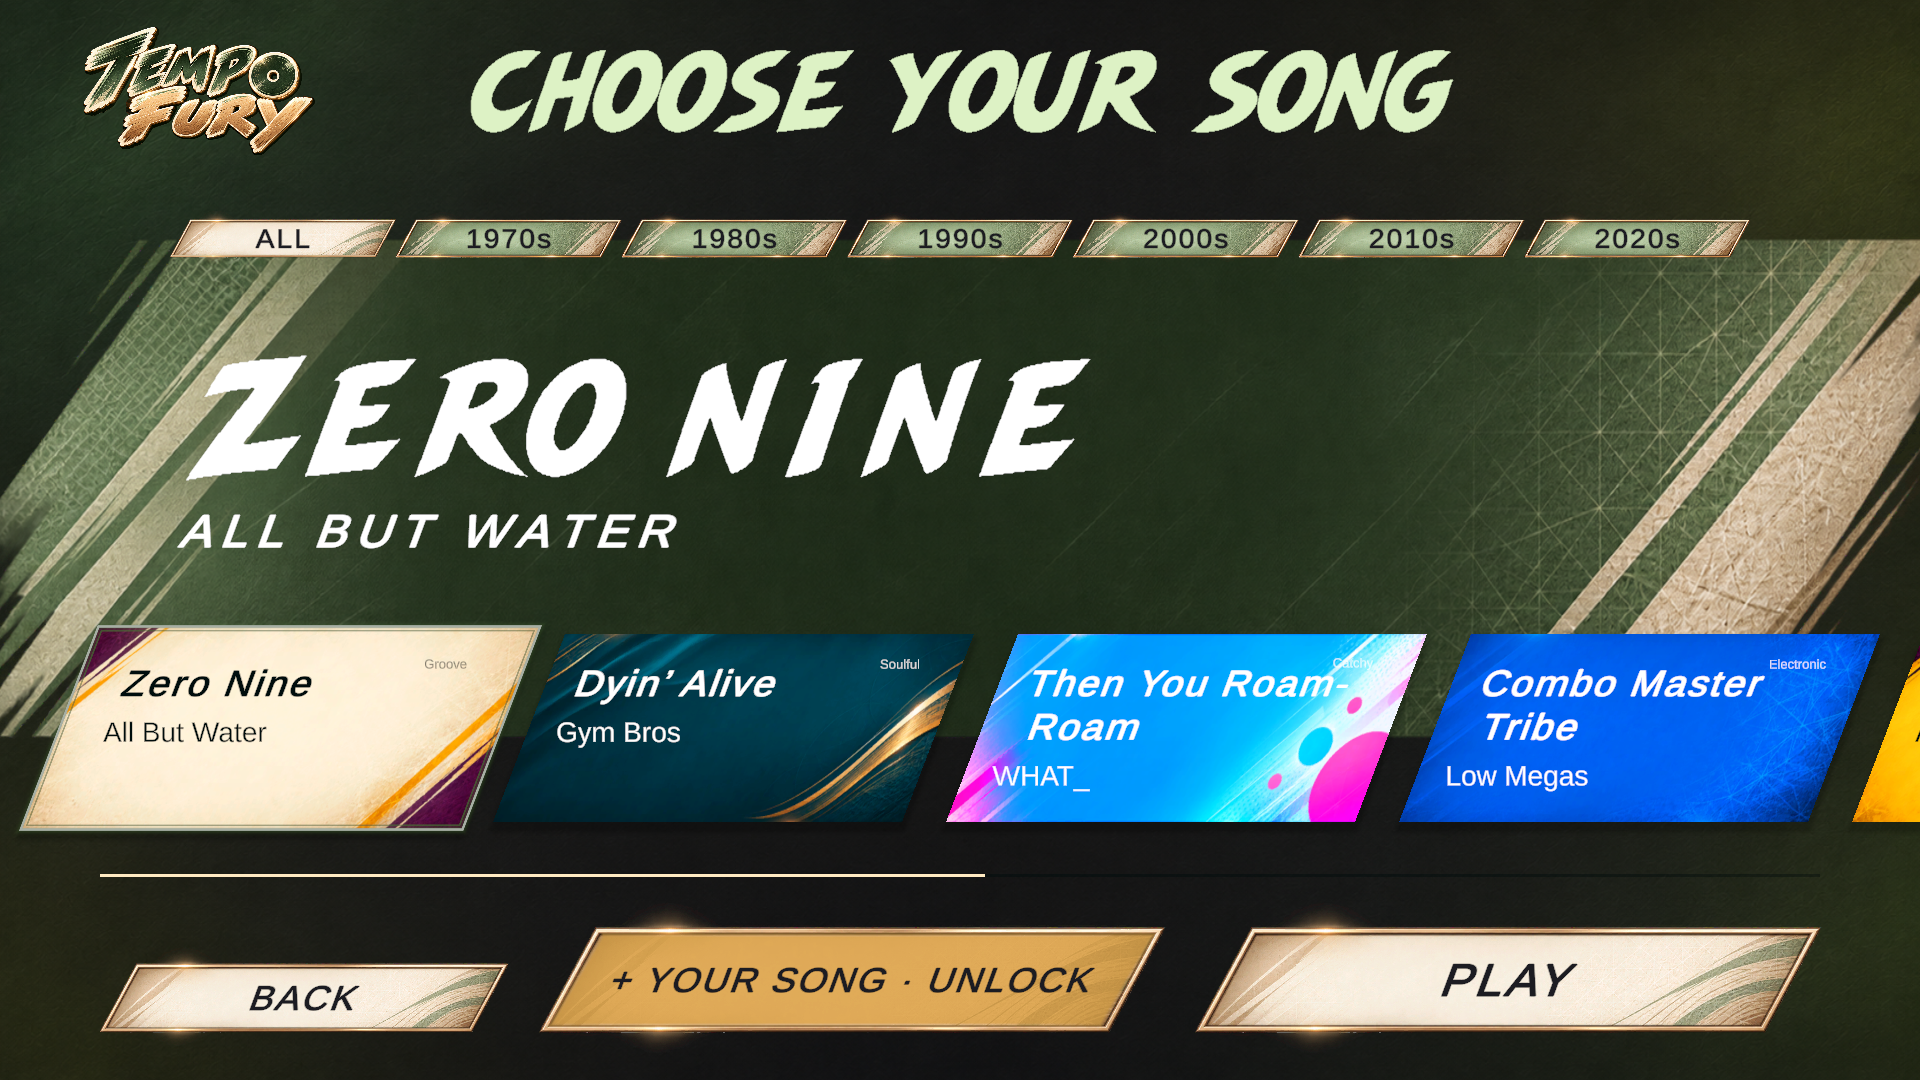 TEMPO
FURY
CHOOSE YOUR SONG
ALL
1970s
1980s
1990s
2000s
2010s
2020s
ZERO NINE
ALL BUT WATER
Zero Nine
Groove
All But Water
Dyin’ Alive
Soulful
Gym Bros
Then You Roam-
Roam
Catchy
WHAT_
Combo Master
Tribe
Electronic
Low Megas
BACK
+ YOUR SONG · UNLOCK
PLAY